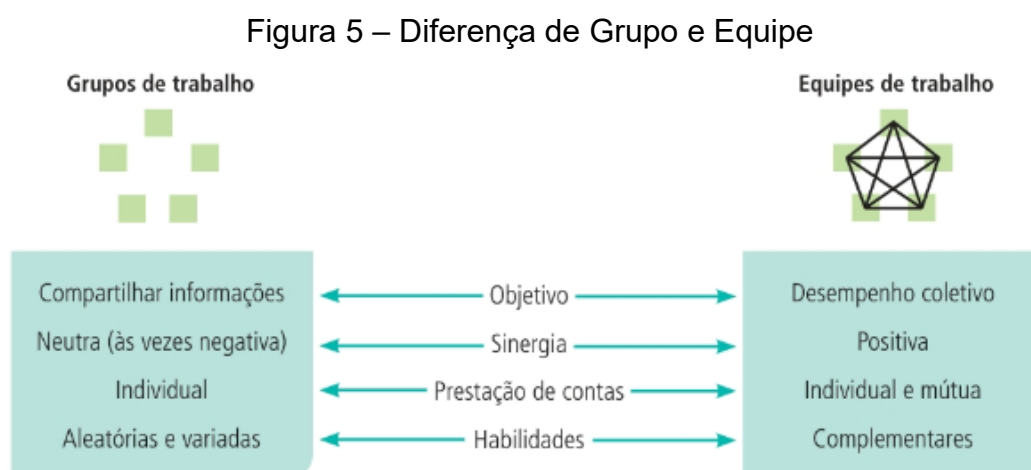 Figura 5 – Diferença de Grupo e Equipe
Grupos de trabalho
Equipes de trabalho
Compartilhar informações
Objetivo
Desempenho coletivo
Neutra (às vezes negativa)
Sinergia
Positiva
Individual
Prestação de contas
Individual e mútua
Aleatórias e variadas
Habilidades
Complementares